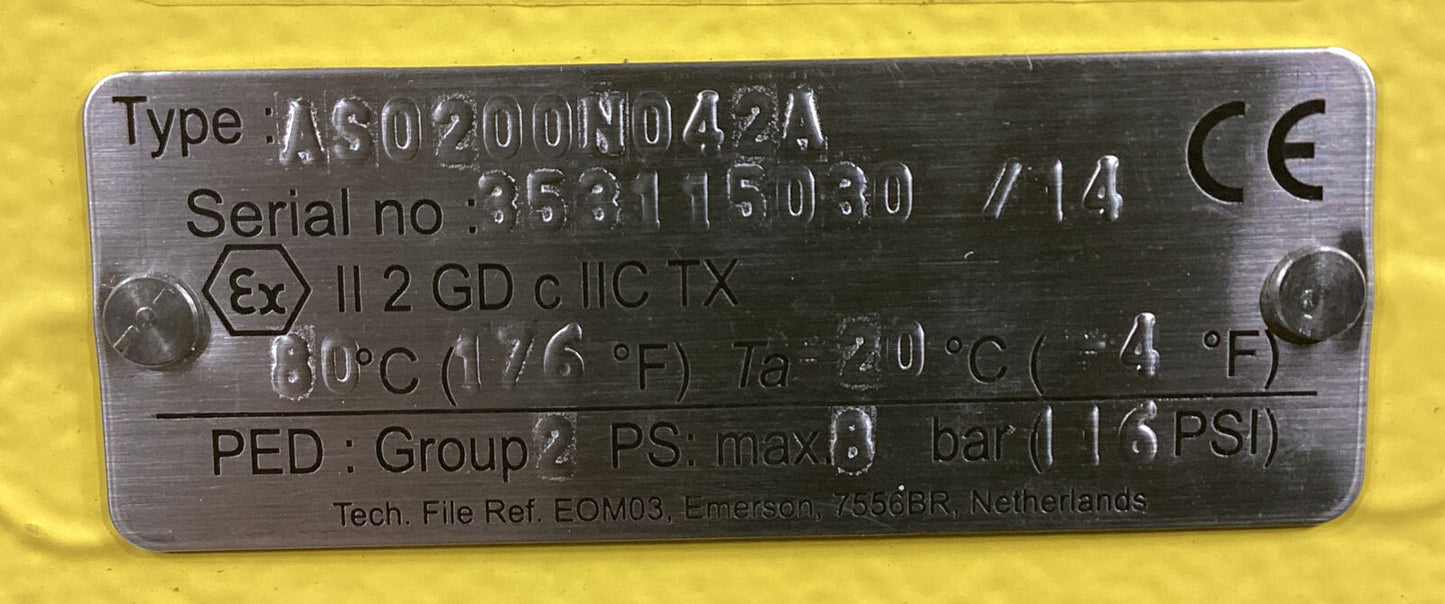 Type : AS0200N042A CE
Serial no : 353115030 //14
Ex II 2 GD c IIC TX
80°C (176 °F) Ta -20 °C ( -4 °F)
PED : Group 2 PS: max. 8 bar (116 PSI)
Tech. File Ref. EOM03, Emerson, 7556BR, Netherlands